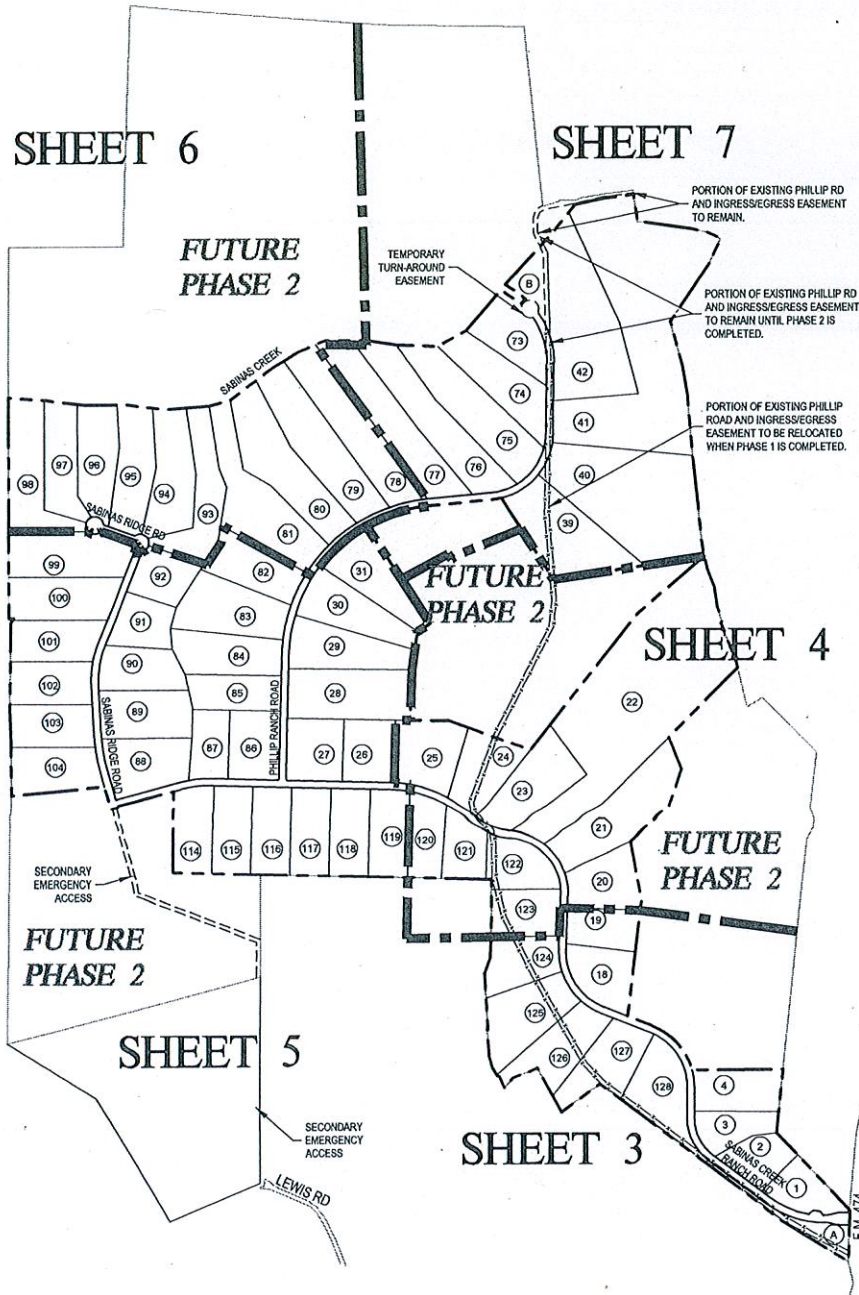 SHEET 6
SHEET 7
PORTION OF EXISTING PHILLIP RD
AND INGRESS/EGRESS EASEMENT
TO REMAIN.
FUTURE
PHASE 2
TEMPORARY
TURN-AROUND
EASEMENT
B
PORTION OF EXISTING PHILLIP RD
AND INGRESS/EGRESS EASEMENT
TO REMAIN UNTIL PHASE 2 IS
COMPLETED.
73
SABINAS CREEK
42
74
PORTION OF EXISTING PHILLIP
ROAD AND INGRESS/EGRESS
EASEMENT TO BE RELOCATED
WHEN PHASE 1 IS COMPLETED.
41
75
98
97
96
95
94
93
81
80
79
78
77
76
40
39
SABINAS RIDGE RD
99
92
82
31
FUTURE
PHASE 2
100
91
83
30
101
90
84
29
SHEET 4
102
85
28
22
103
89
SABINAS RIDGE ROAD
PHILLIP RANCH ROAD
104
88
87
86
27
26
25
24
23
21
FUTURE
PHASE 2
114
115
116
117
118
119
120
121
122
20
SECONDARY
EMERGENCY
ACCESS
123
19
FUTURE
PHASE 2
124
18
125
SHEET 5
126
127
128
4
3
SECONDARY
EMERGENCY
ACCESS
SHEET 3
2
SABINAS CREEK
RANCH ROAD
1
LEWIS RD
A
F.M. 474